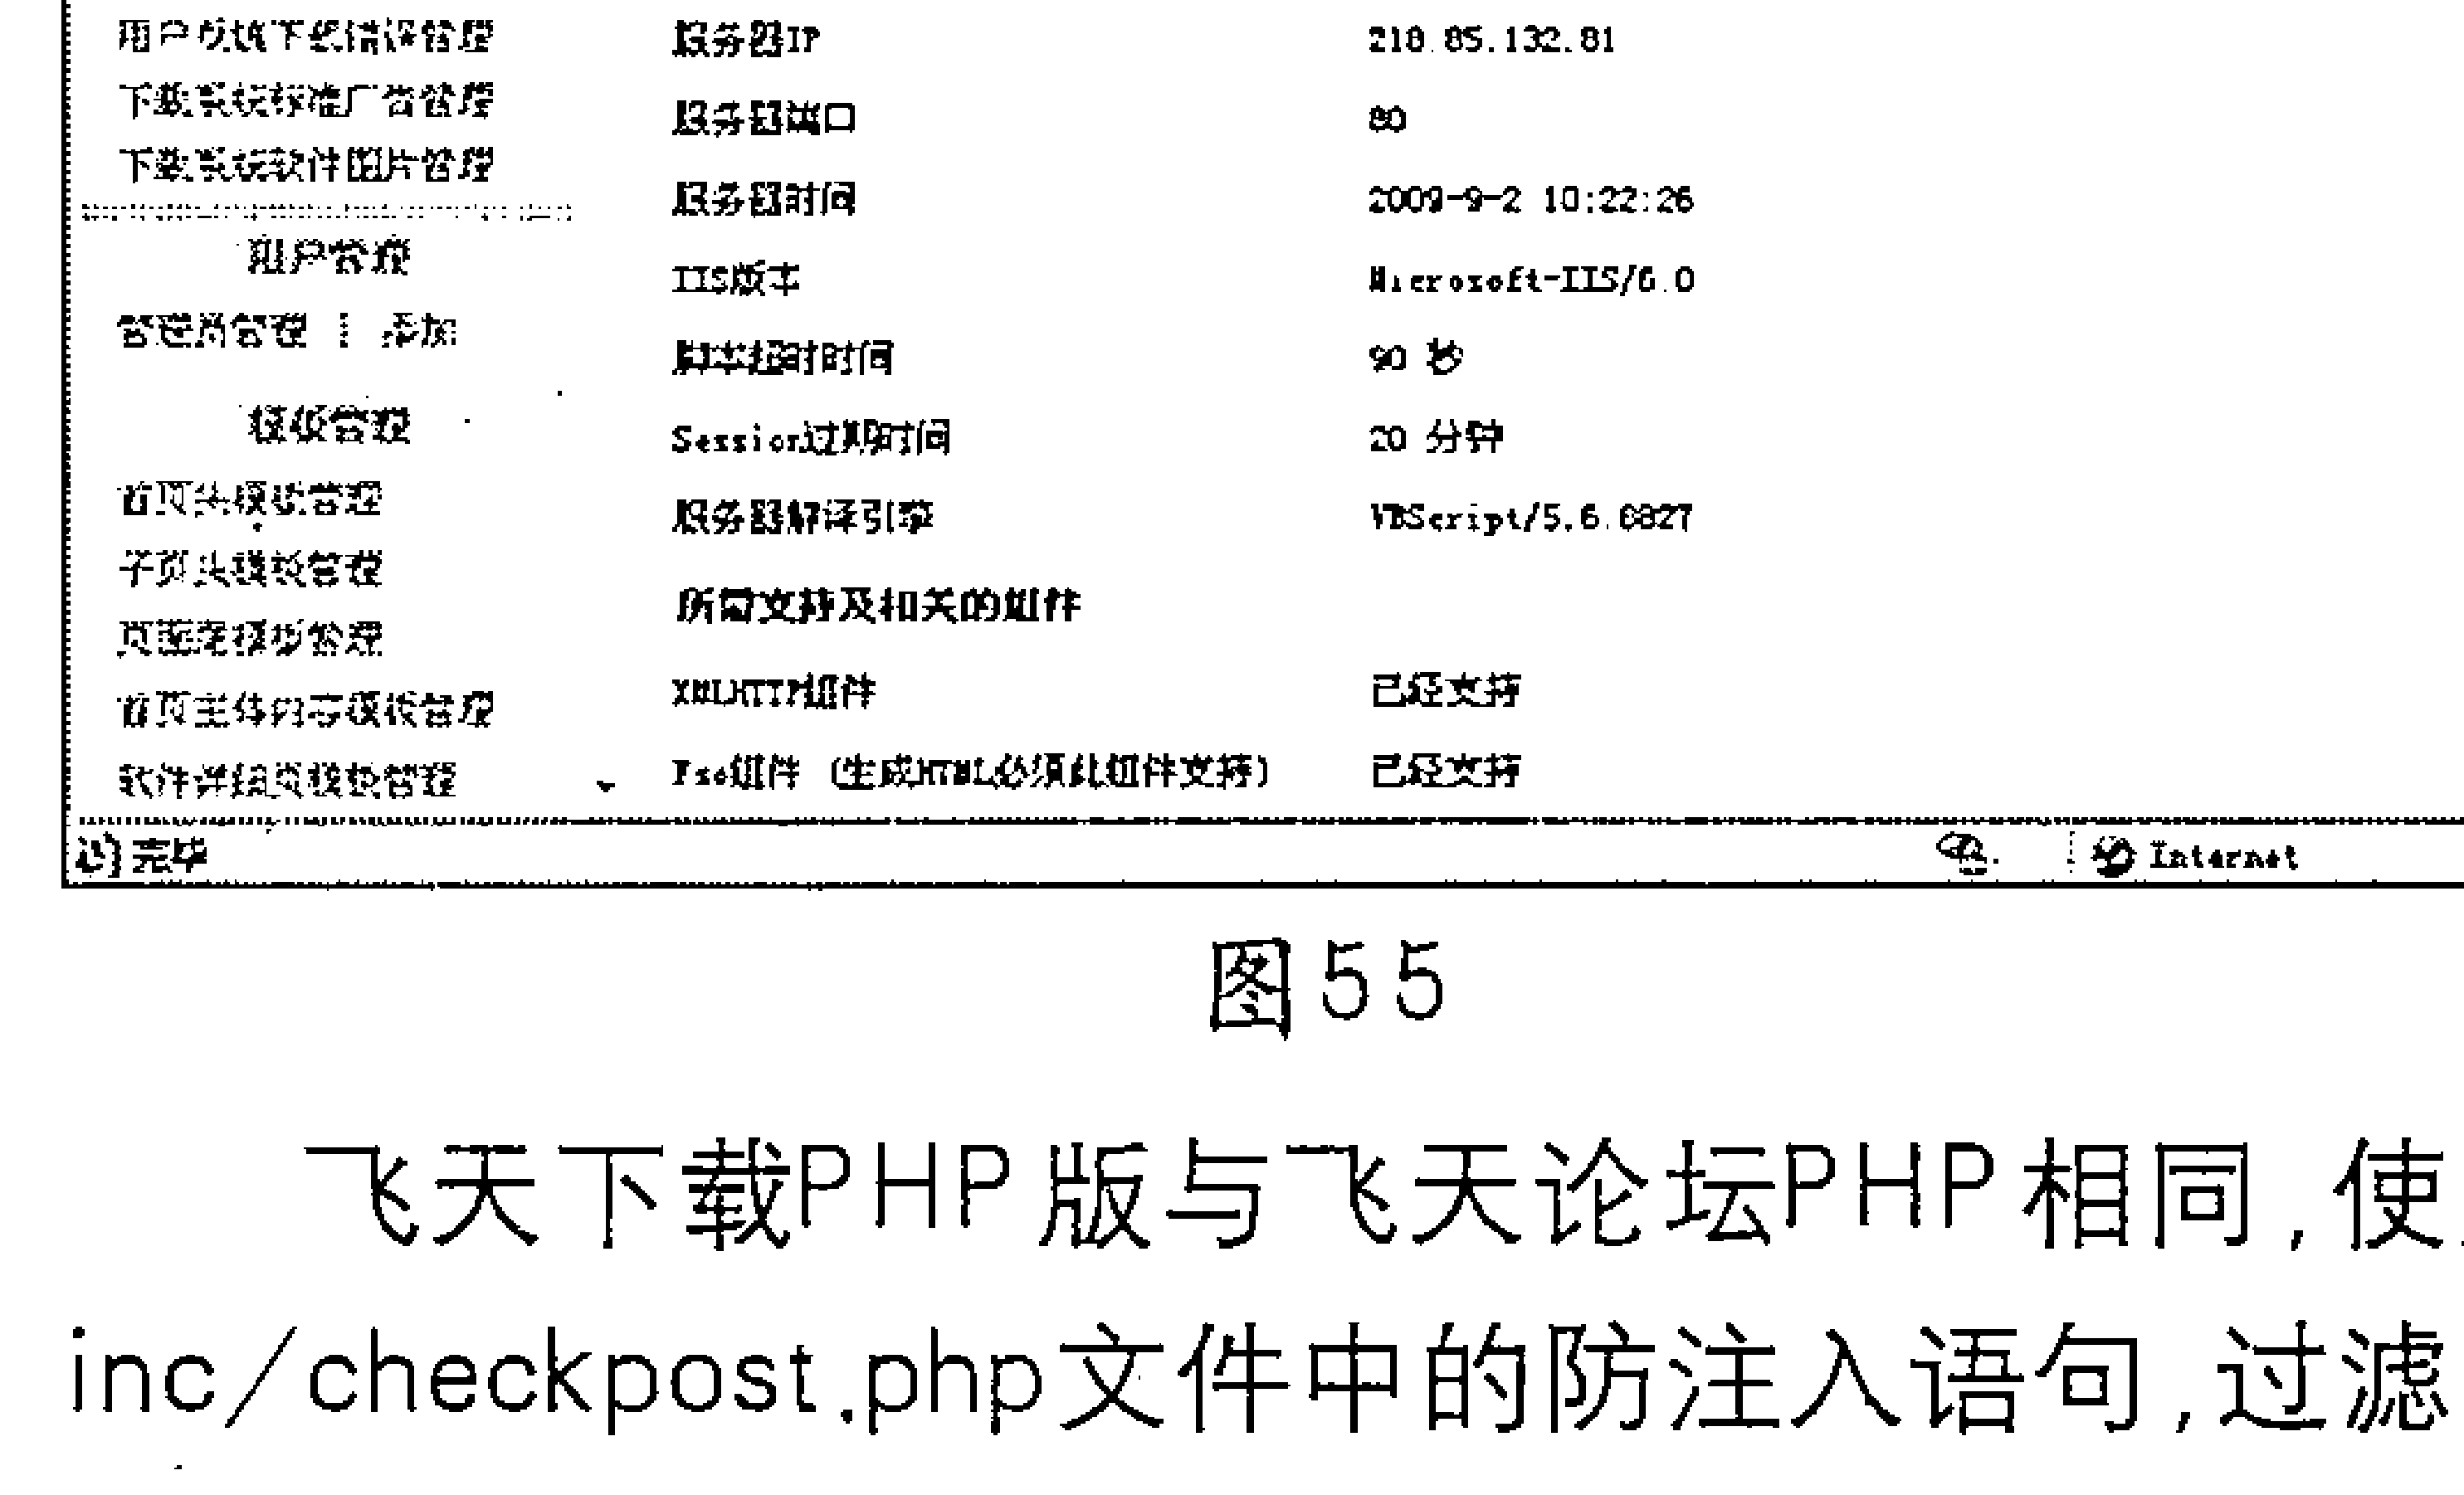 用户 下载错误管理 服务器IP 218.85.132.81
下载系统标准广告管理 服务器端口 80
下载系统软件图片管理 服务器时间 2009-9-2 10:22:26
用户管理
IIS版本 Microsoft-IIS/6.0
管理员管理 | 添加 脚本超时时间 90 秒
模板管理 Session过期时间 20 分钟
首页头模板管理 服务器解译引擎 VBScript/5.6.8827
子页头模板管理
所需支持及相关的组件
页面尾模板管理
首页主体内容模板管理 XMLHTTP组件 已经支持
软件详细页模板管理 Fso组件 (生成HTML必须此组件支持) 已经支持
完毕 Internet
图55
飞天下载PHP版与飞天论坛PHP相同,使
inc/checkpost.php文件中的防注入语句,过滤